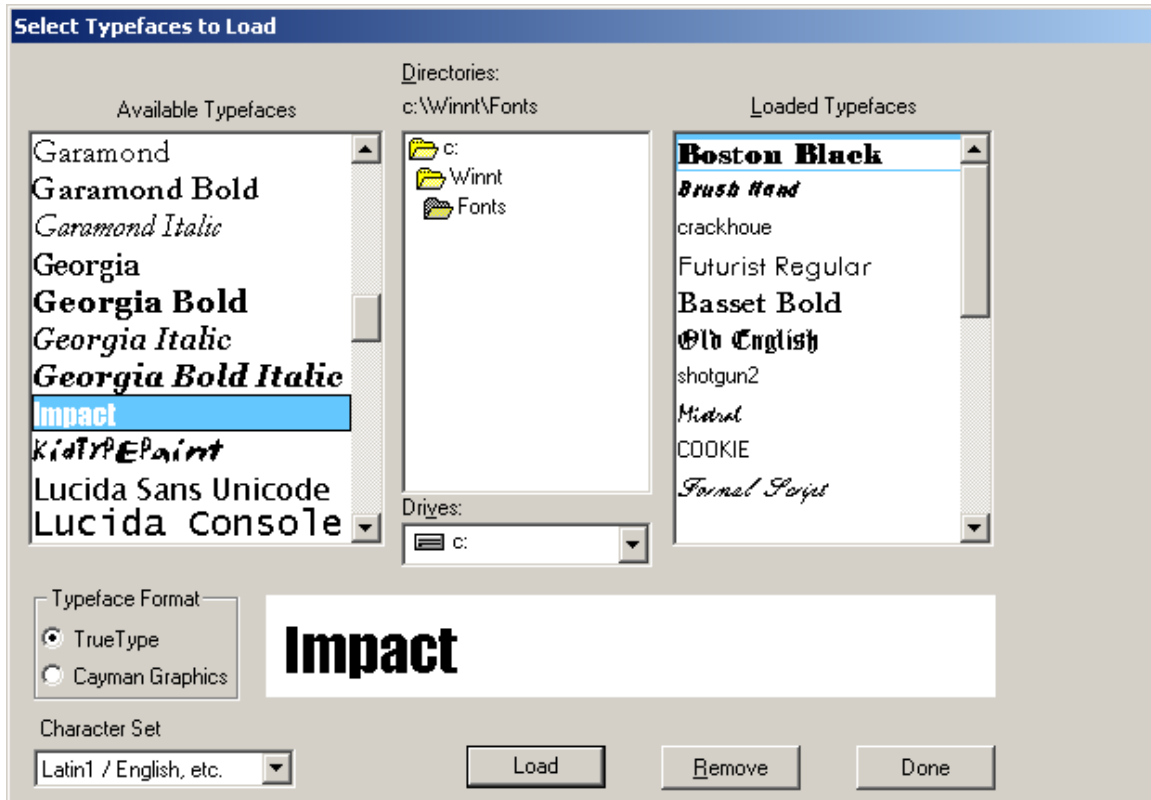 Select Typefaces to Load
Available Typefaces
Garamond
Garamond Bold
Garamond Italic
Georgia
Georgia Bold
Georgia Italic
Georgia Bold Italic
Impact
KidTYPEPaint
Lucida Sans Unicode
Lucida Console
Directories:
c:\Winnt\Fonts
c:
Winnt
Fonts
Drives:
c:
Loaded Typefaces
Boston Black
Brush Hand
crackhoue
Futurist Regular
Basset Bold
Old English
shotgun2
Mistral
COOKIE
Formal Script
Typeface Format
TrueType
Cayman Graphics
Impact
Character Set
Latin1 / English, etc.
Load
Remove
Done